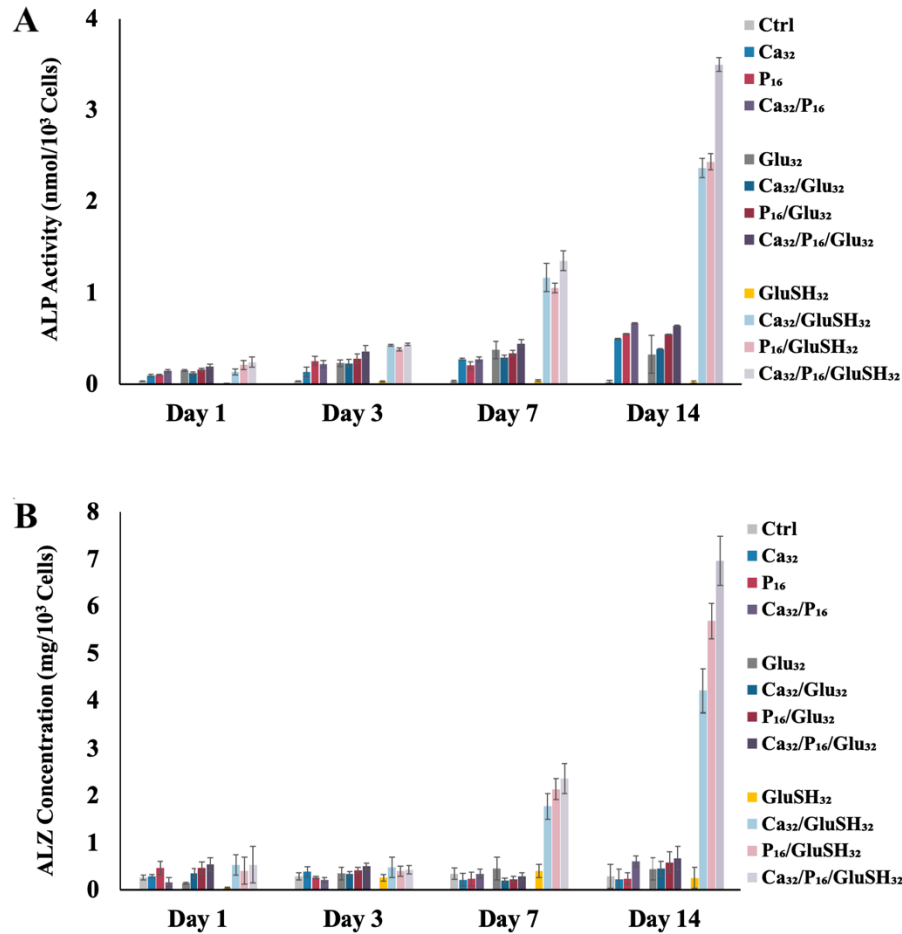 A
ALP Activity (nmol/10³ Cells)
4
3
2
1
0
Day 1 Day 3 Day 7 Day 14
Ctrl
Ca₃₂
P₁₆
Ca₃₂/P₁₆
Glu₃₂
Ca₃₂/Glu₃₂
P₁₆/Glu₃₂
Ca₃₂/P₁₆/Glu₃₂
GluSH₃₂
Ca₃₂/GluSH₃₂
P₁₆/GluSH₃₂
Ca₃₂/P₁₆/GluSH₃₂
B
ALZ Concentration (mg/10³ Cells)
8
7
6
5
4
3
2
1
0
Day 1 Day 3 Day 7 Day 14
Ctrl
Ca₃₂
P₁₆
Ca₃₂/P₁₆
Glu₃₂
Ca₃₂/Glu₃₂
P₁₆/Glu₃₂
Ca₃₂/P₁₆/Glu₃₂
GluSH₃₂
Ca₃₂/GluSH₃₂
P₁₆/GluSH₃₂
Ca₃₂/P₁₆/GluSH₃₂